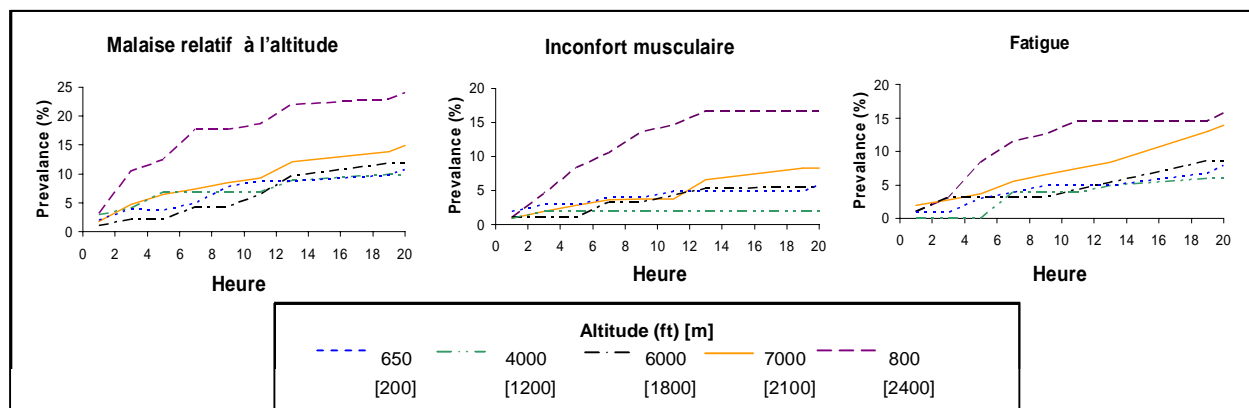 Malaise relatif à l'altitude
Prevalance (%)
25
20
15
10
5
0
0 2 4 6 8 10 12 14 16 18 20
Heure
Inconfort musculaire
Prevalance (%)
20
15
10
5
0
0 2 4 6 8 10 12 14 16 18 20
Heure
Fatigue
Prevalance (%)
20
15
10
5
0
0 2 4 6 8 10 12 14 16 18 20
Heure
Altitude (ft) [m]
650 4000 6000 7000 800
[200] [1200] [1800] [2100] [2400]